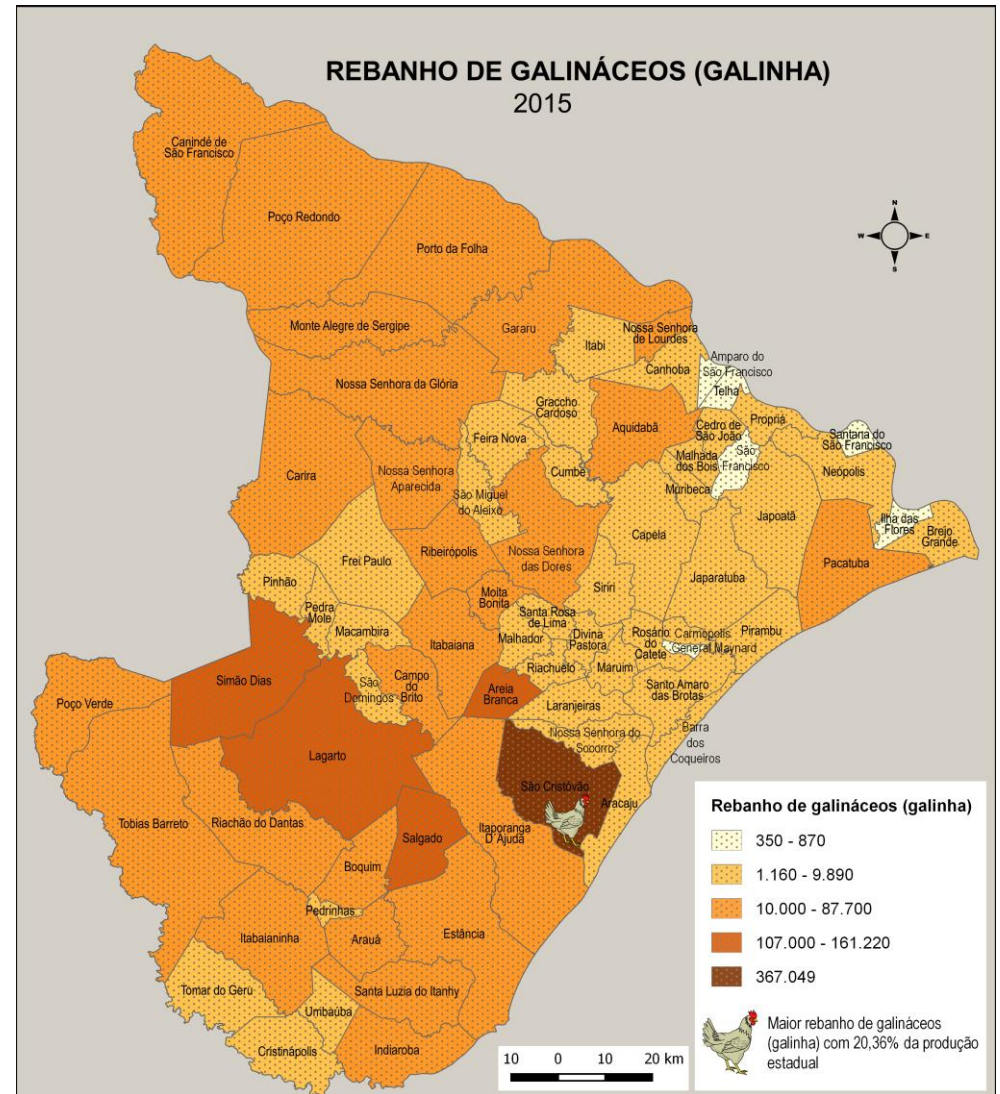 REBANHO DE GALINÁCEOS (GALINHA)
2015
Canindé de
São Francisco
Poço Redondo
Porto da Folha
N
W
E
S
Monte Alegre de Sergipe
Gararu
Nossa Senhora
de Lourdes
Itabi
Amparo do
São Francisco
Canhoba
Nossa Senhora da Glória
Telha
Graccho
Cardoso
Propriá
Aquidabã
Cedro de
São João
Santana do
São Francisco
Feira Nova
Malhada
dos Bois
São
Francisco
Neópolis
Carira
Nossa Senhora
Aparecida
Cumbe
São Miguel
do Aleixo
Muribeca
Japoatã
Ilha das
Flores
Brejo
Grande
Capela
Ribeirópolis
Nossa Senhora
das Dores
Frei Paulo
Pacatuba
Japaratuba
Pinhão
Siriri
Moita
Bonita
Pedra
Mole
Santa Rosa
de Lima
Macambira
Malhador
Divina
Pastora
Rosário
do
Catete
Carmópolis
General Maynard
Pirambu
Itabaiana
Riachuelo
Maruim
Simão Dias
São
Domingos
Campo
do
Brito
Areia
Branca
Santo Amaro
das Brotas
Poço Verde
Laranjeiras
Nossa Senhora do
Socorro
Barra
dos
Coqueiros
Lagarto
São Cristóvão
Aracaju
Tobias Barreto
Riachão do Dantas
Salgado
Itaporanga
D'Ajuda
Boquim
Pedrinhas
Itabaianinha
Arauá
Estância
Tomar do Geru
Santa Luzia do Itanhy
Umbaúba
Cristinápolis
Indiaroba
10 0 10 20 km
Rebanho de galináceos (galinha)
350 - 870
1.160 - 9.890
10.000 - 87.700
107.000 - 161.220
367.049
Maior rebanho de galináceos
(galinha) com 20,36% da produção
estadual